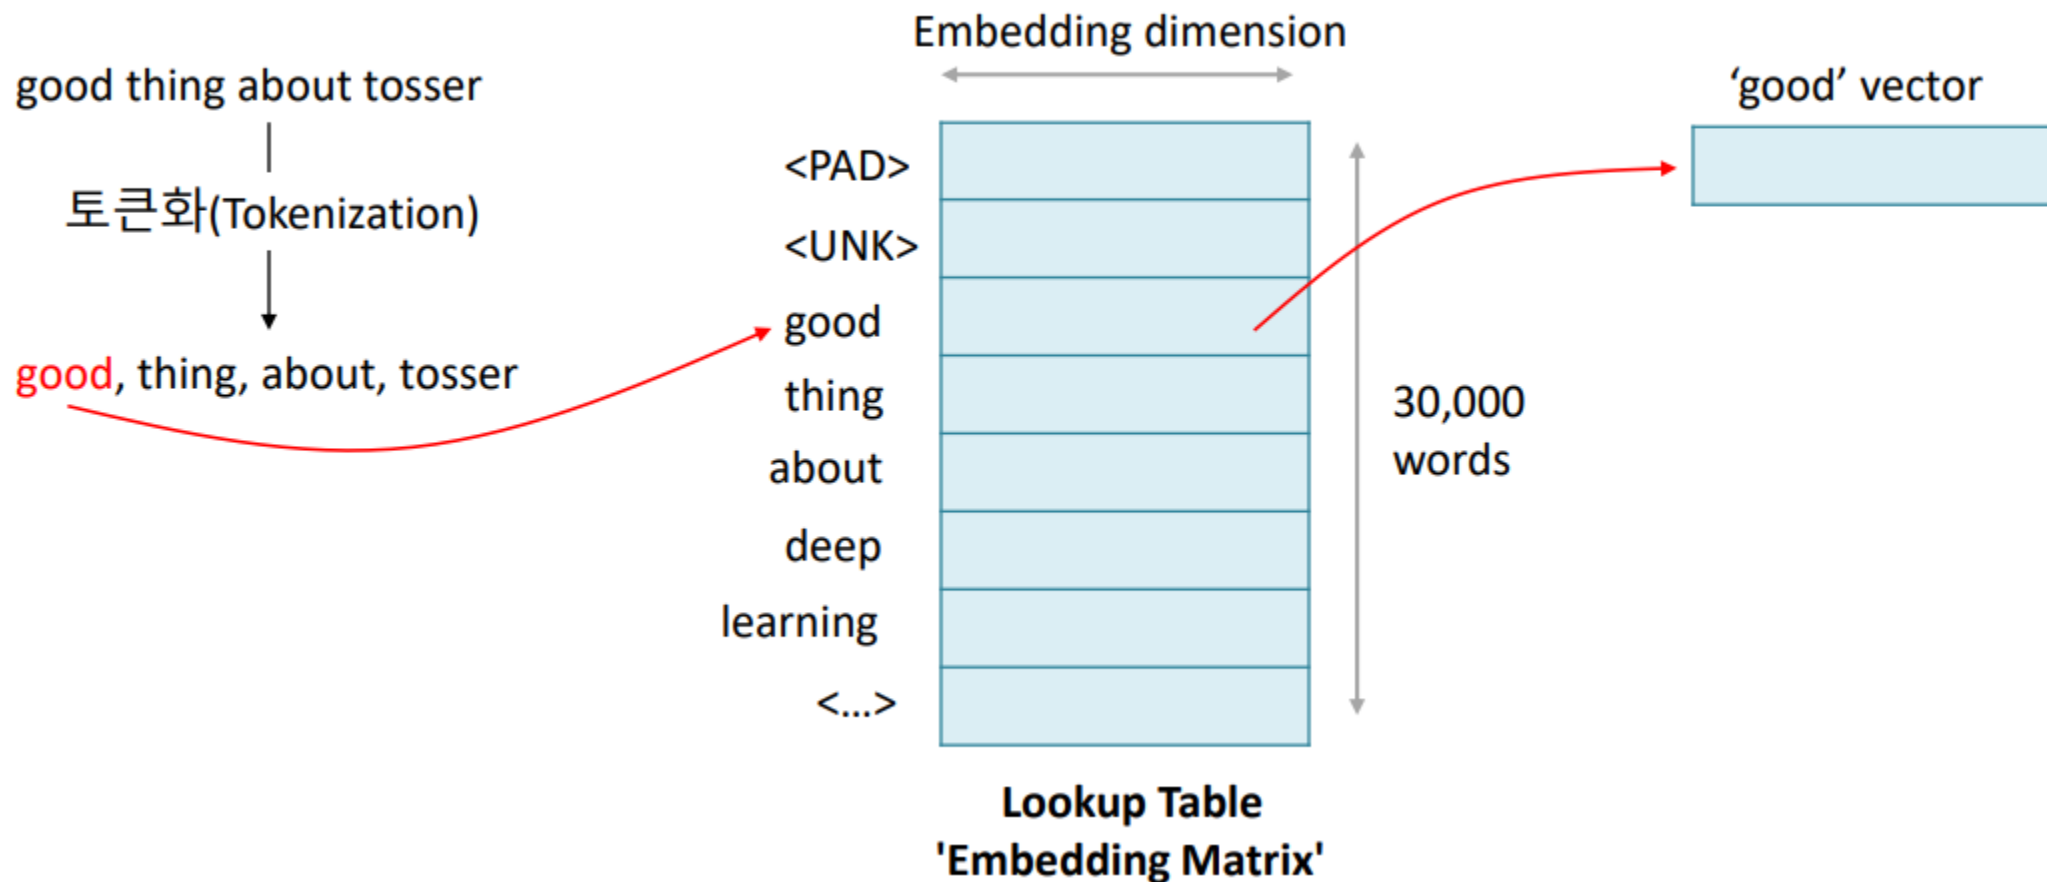 good thing about tosser
토큰화(Tokenization)
good, thing, about, tosser
Embedding dimension
<PAD>
<UNK>
good
thing
about
deep
learning
<...>
30,000
words
Lookup Table
'Embedding Matrix'
‘good’ vector